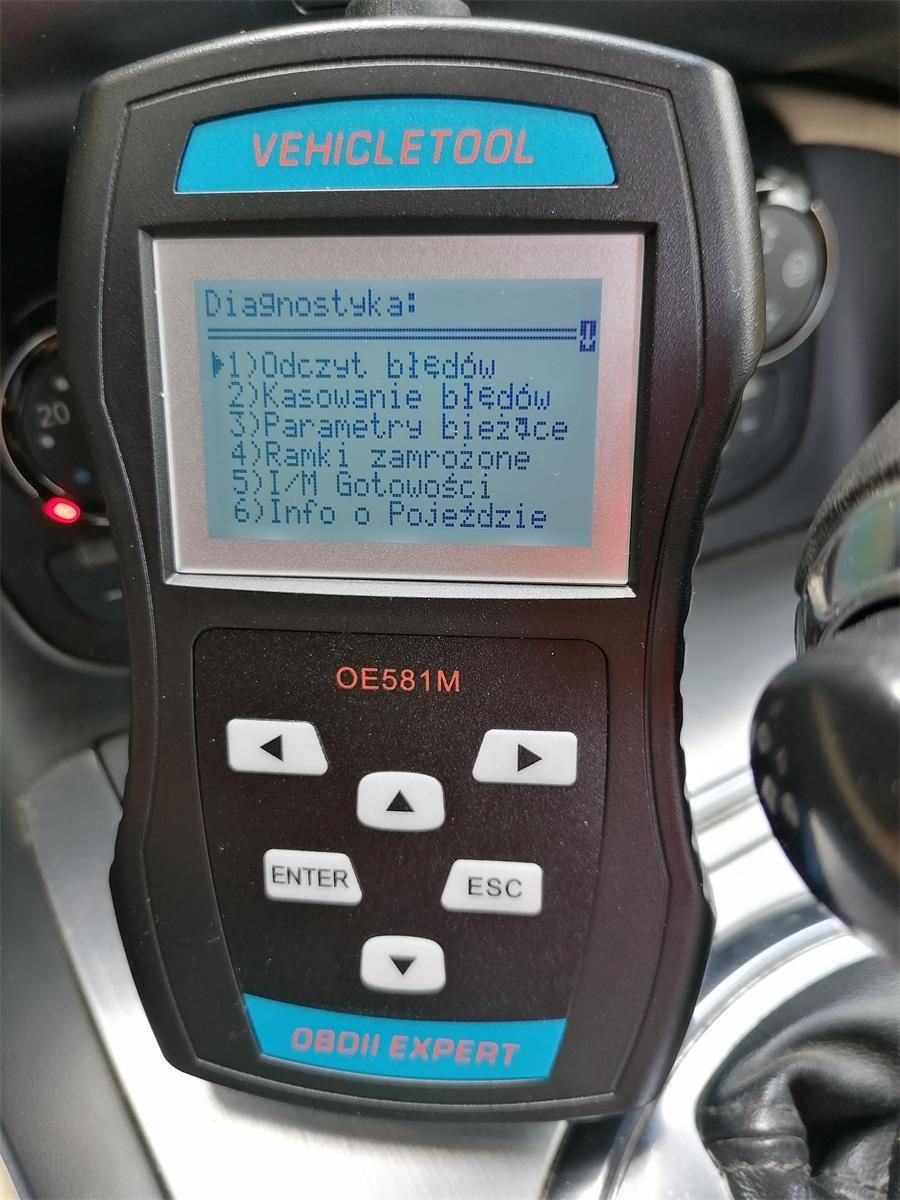 VEHICLETOOL
Diagnostyka:
1)Odczyt błędów
2)Kasowanie błędów
3)Parametry bieżące
4)Ramki zamrożone
5)I/M Gotowości
6)Info o Pojeździe
20
OE581M
ENTER
ESC
OBDII EXPERT